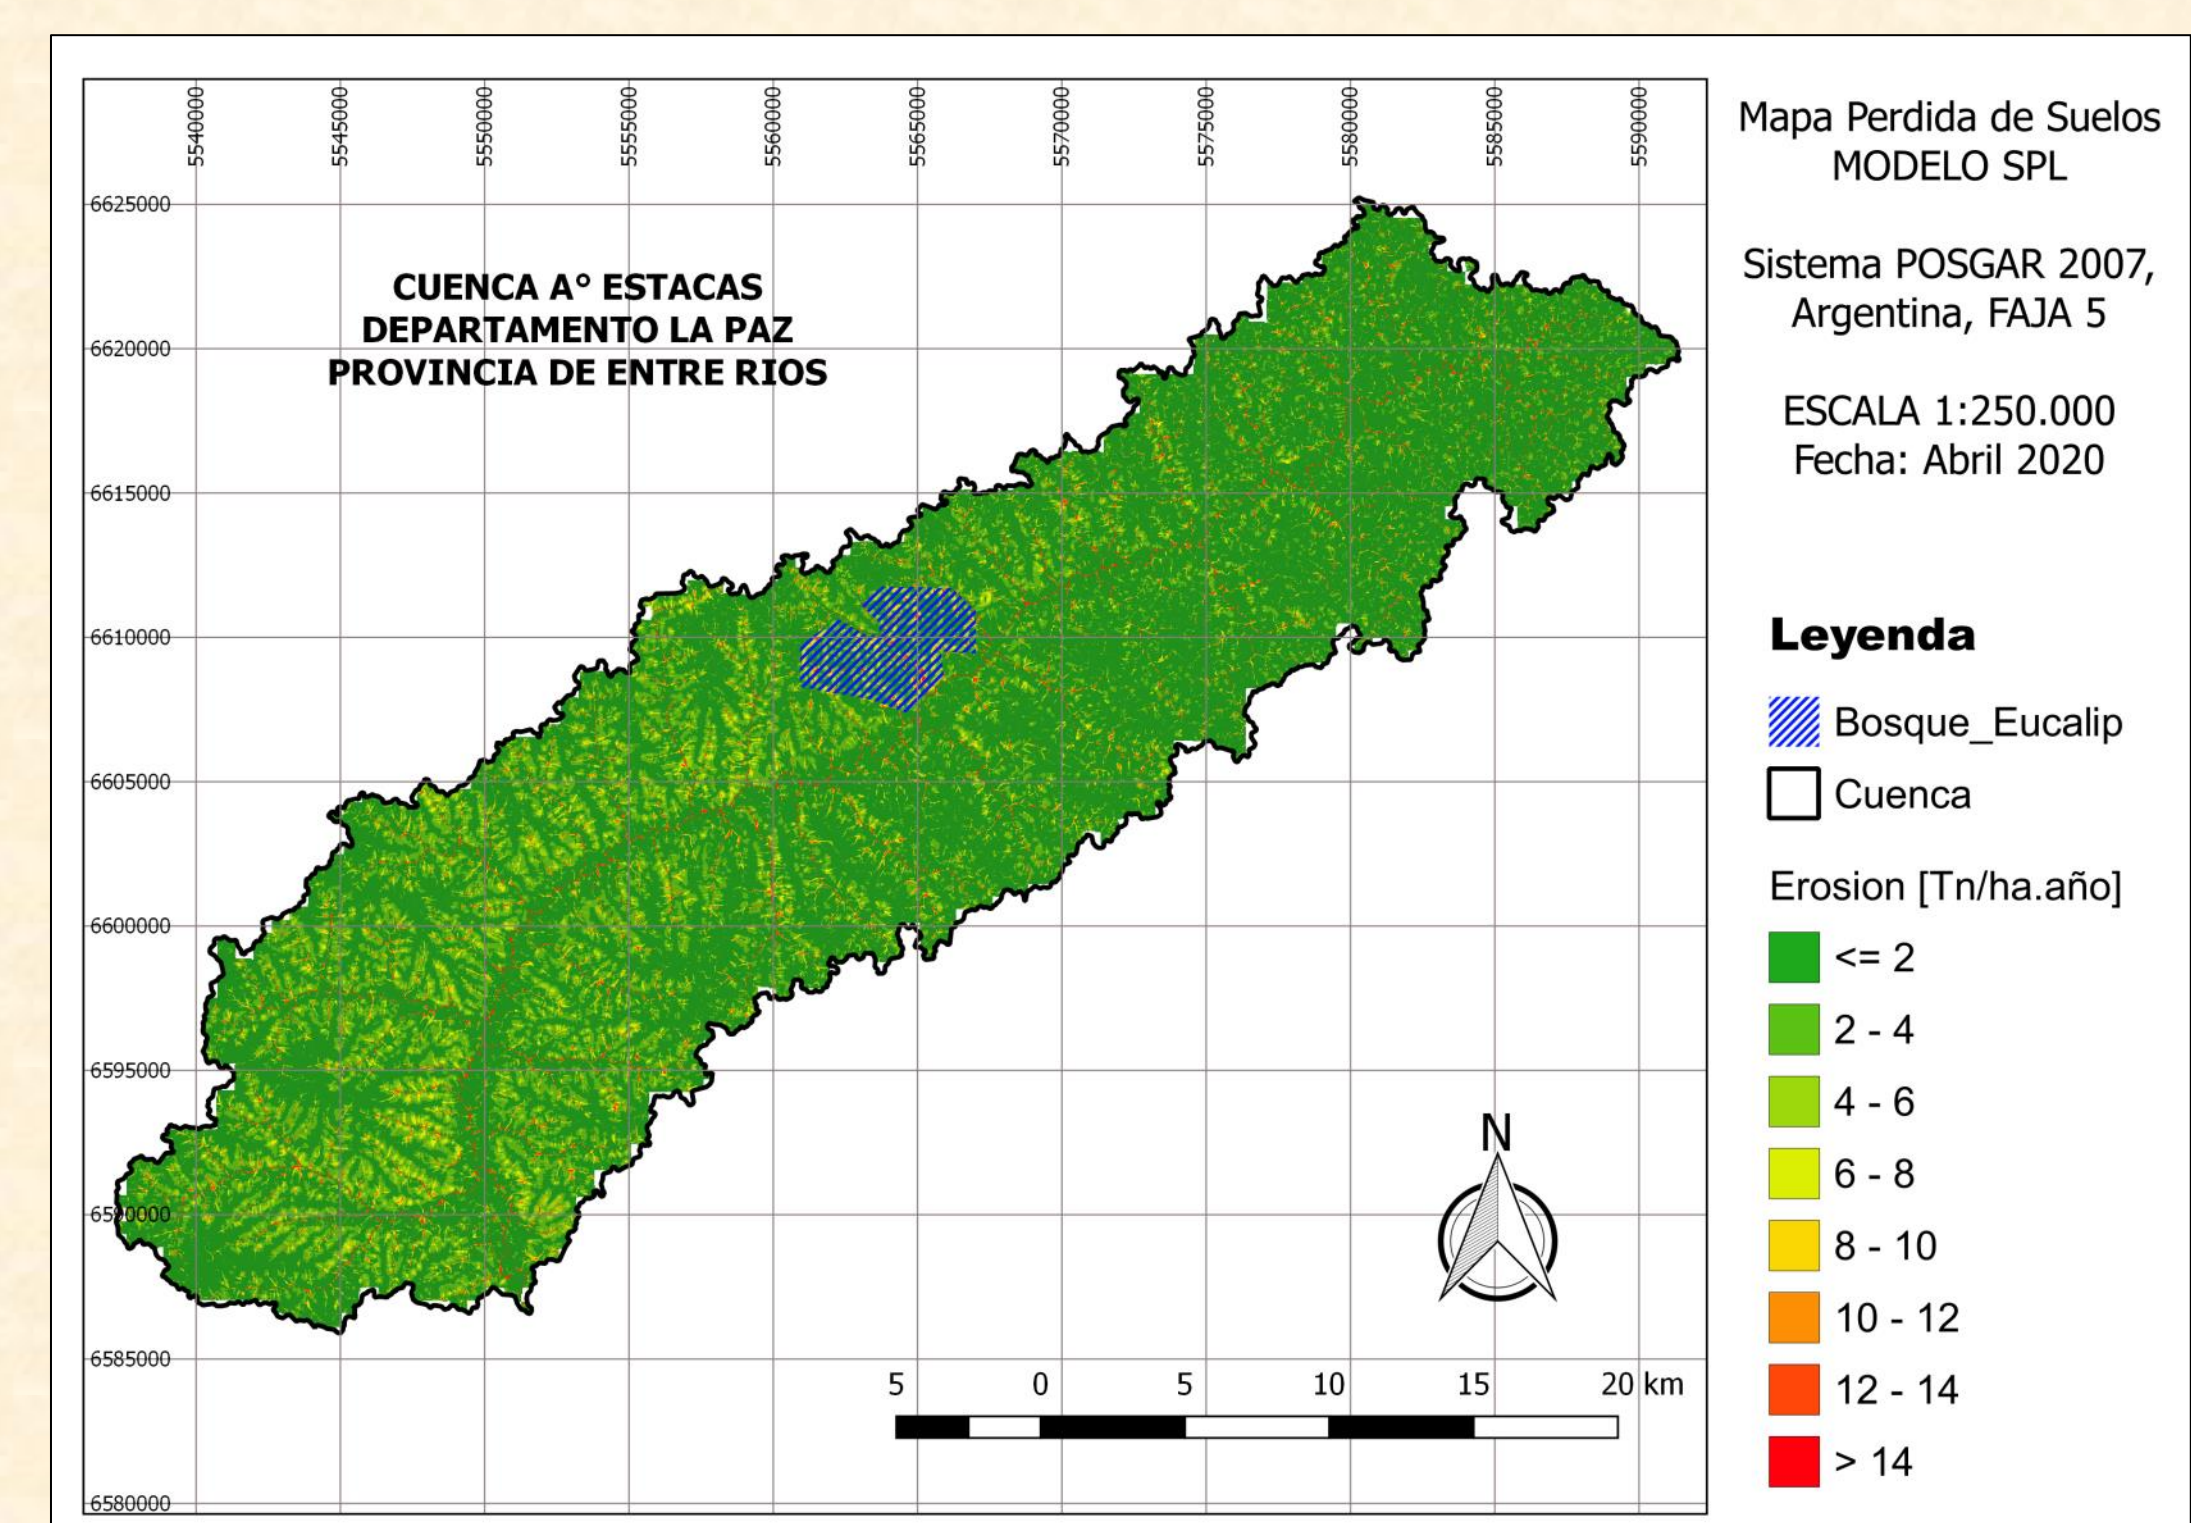 5540000
5545000
5550000
5555000
5560000
5565000
5570000
5575000
5580000
5585000
5590000
6625000
6620000
6615000
6610000
6605000
6600000
6595000
6590000
6585000
6580000
CUENCA A° ESTACAS
DEPARTAMENTO LA PAZ
PROVINCIA DE ENTRE RIOS
N
5 0 5 10 15 20 km
Mapa Perdida de Suelos
MODELO SPL
Sistema POSGAR 2007,
Argentina, FAJA 5
ESCALA 1:250.000
Fecha: Abril 2020
Leyenda
Bosque_Eucalip
Cuenca
Erosion [Tn/ha.año]
<= 2
2 - 4
4 - 6
6 - 8
8 - 10
10 - 12
12 - 14
> 14